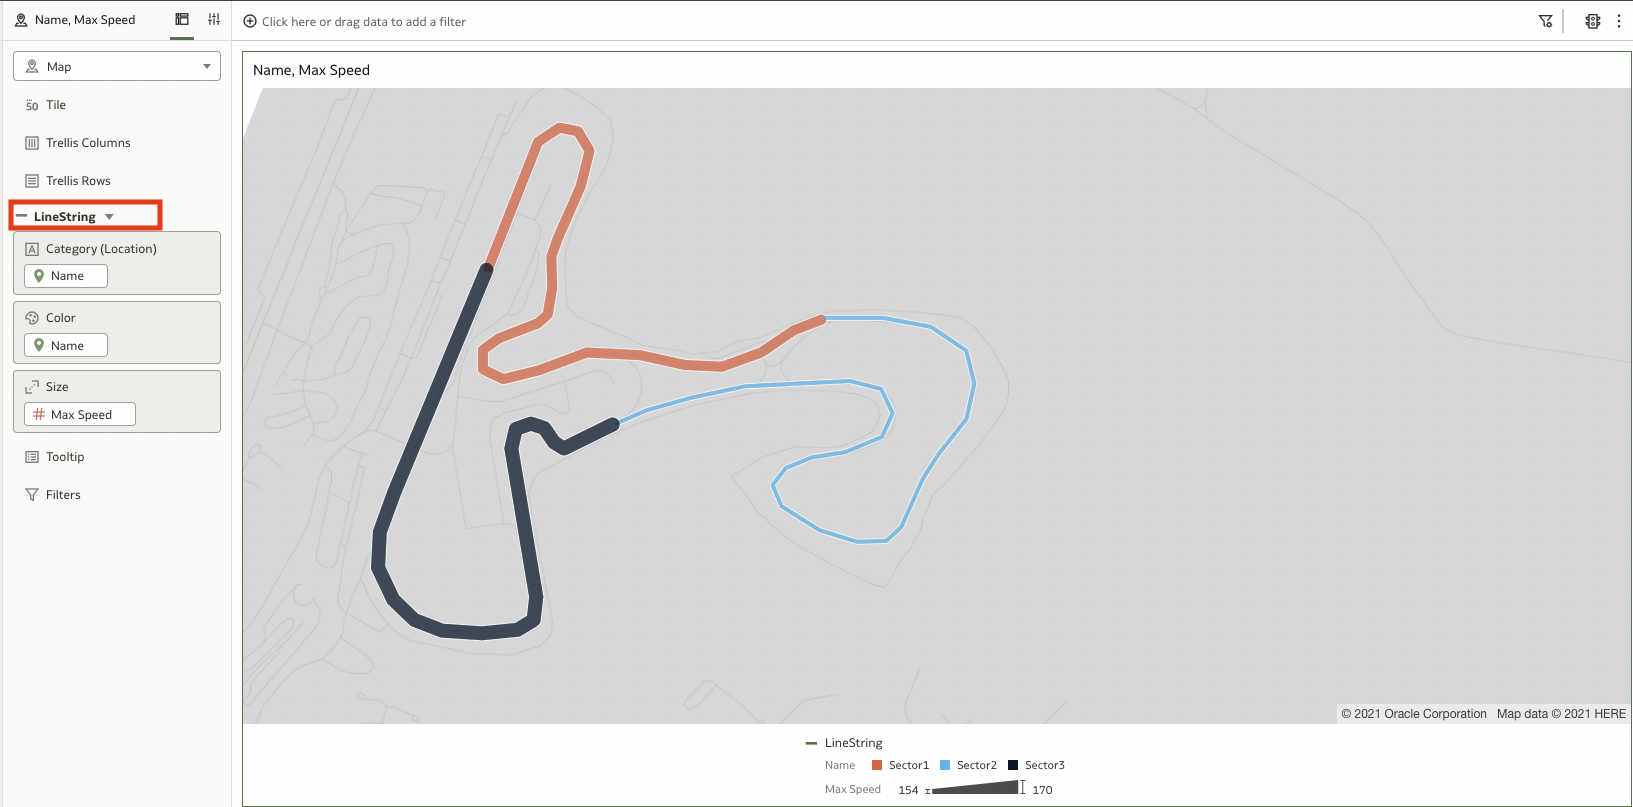 Name, Max Speed
Click here or drag data to add a filter
Map
50 Tile
Trellis Columns
Trellis Rows
LineString
A Category (Location)
Name
Color
Name
Size
# Max Speed
Tooltip
Filters
Name, Max Speed
© 2021 Oracle Corporation Map data © 2021 HERE
LineString
Name Sector1 Sector2 Sector3
Max Speed 154 170